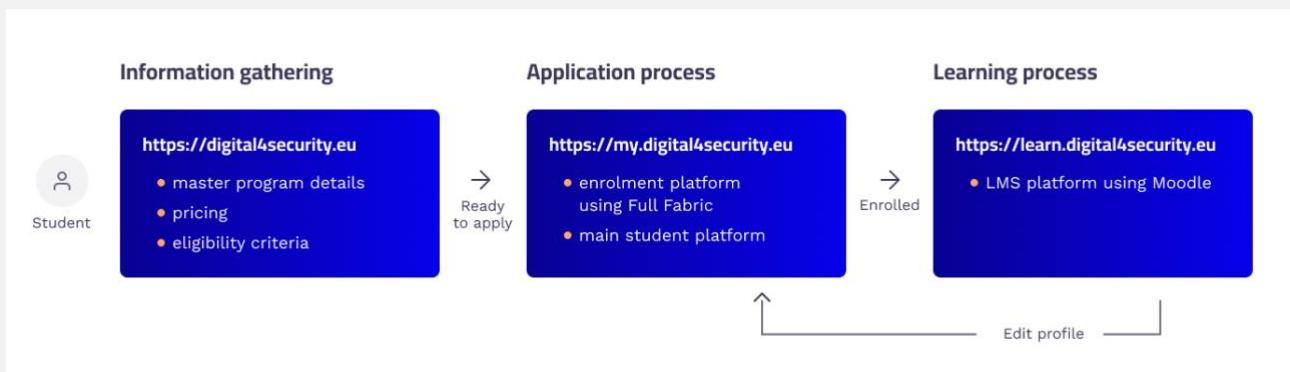 Information gathering
https://digital4security.eu
master program details
pricing
eligibility criteria
Student
Ready
to apply
Application process
https://my.digital4security.eu
enrolment platform
using Full Fabric
main student platform
Enrolled
Learning process
https://learn.digital4security.eu
LMS platform using Moodle
Edit profile